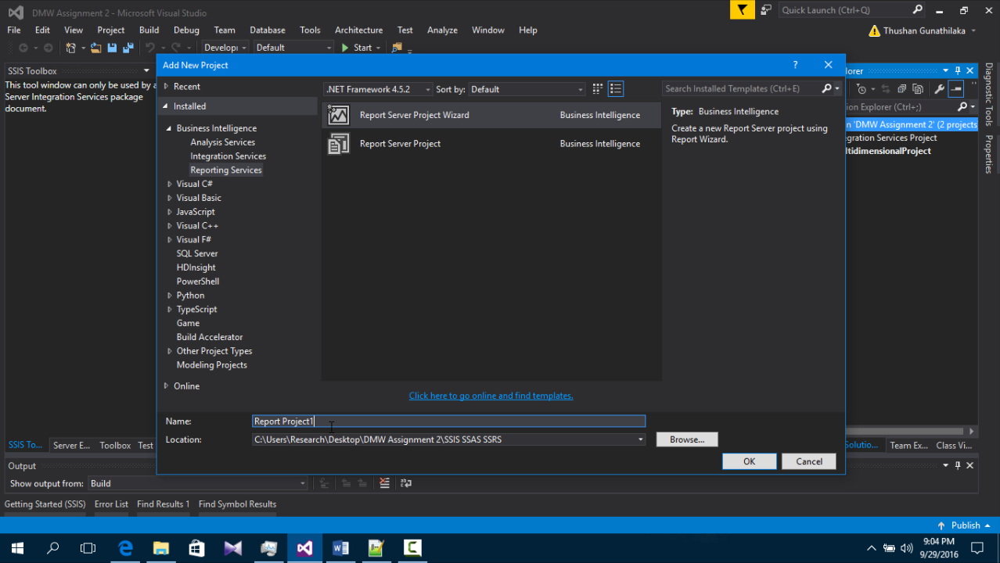 DMW Assignment 2 - Microsoft Visual Studio
Quick Launch (Ctrl+Q)
File Edit View Project Build Debug Team Database Tools Architecture Test Analyze Window Help
Thushan Gunathilaka
Developi Default Start
SSIS Toolbox
This tool window can only be used by a
Server Integration Services package
document.
Add New Project
?
Recent
Installed
Business Intelligence
Analysis Services
Integration Services
Reporting Services
Visual C#
Visual Basic
JavaScript
Visual C++
Visual F#
SQL Server
HDInsight
PowerShell
Python
TypeScript
Game
Build Accelerator
Other Project Types
Modeling Projects
Online
.NET Framework 4.5.2 Sort by: Default
Report Server Project Wizard Business Intelligence
Report Server Project Business Intelligence
Click here to go online and find templates.
Search Installed Templates (Ctrl+E)
Type: Business Intelligence
Create a new Report Server project using
Report Wizard.
Name: Report Project1
Location: C:\Users\Research\Desktop\DMW Assignment 2\SSIS SSAS SSRS
Browse...
OK Cancel
orer
ion Explorer (Ctrl+;)
n 'DMW Assignment 2' (2 projects
egration Services Project
ltidimensionalProject
Diagnostic Tools
Properties
SSIS To... Server E... Toolbox Test
Solutio... Team Ex... Class Vi...
Output
Show output from: Build
Getting Started (SSIS) Error List Find Results 1 Find Symbol Results
Publish
9:04 PM
9/29/2016